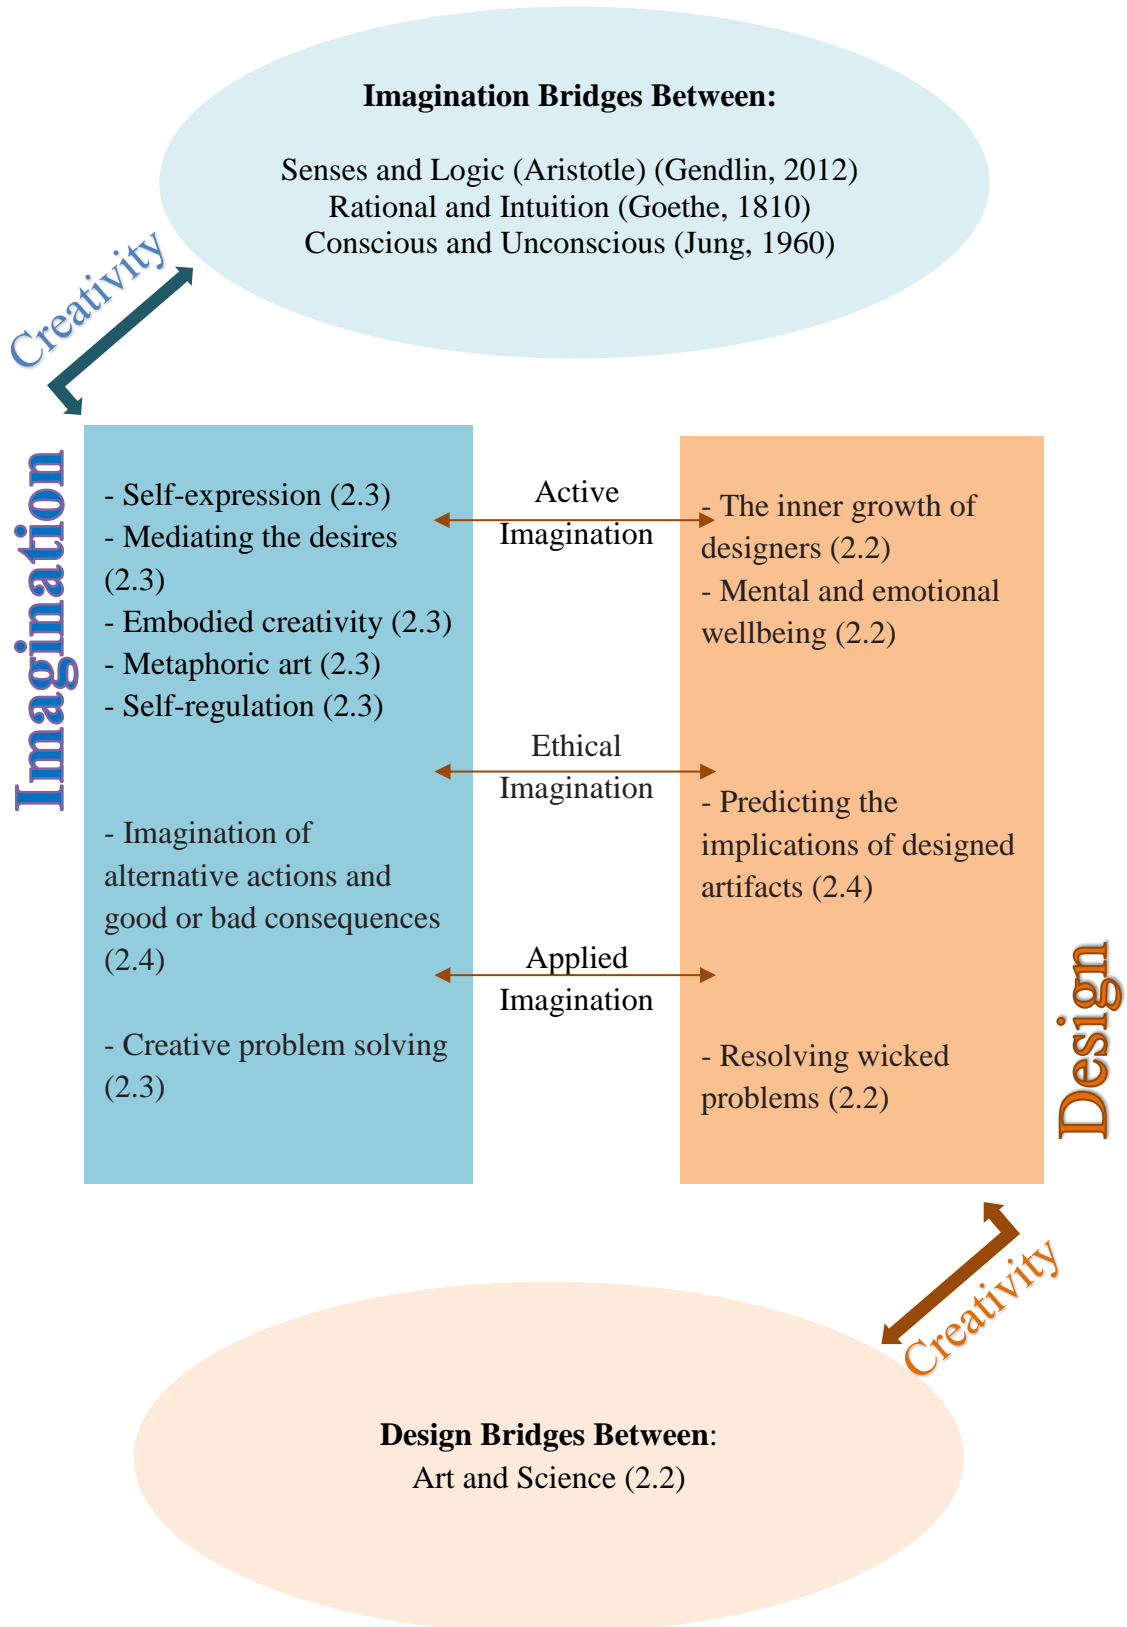 Imagination Bridges Between:
Senses and Logic (Aristotle) (Gendlin, 2012)
Rational and Intuition (Goethe, 1810)
Conscious and Unconscious (Jung, 1960)
Creativity
Imagination
- Self-expression (2.3)
- Mediating the desires
(2.3)
- Embodied creativity (2.3)
- Metaphoric art (2.3)
- Self-regulation (2.3)
- Imagination of
alternative actions and
good or bad consequences
(2.4)
- Creative problem solving
(2.3)
Active
Imagination
Ethical
Imagination
Applied
Imagination
- The inner growth of
designers (2.2)
- Mental and emotional
wellbeing (2.2)
- Predicting the
implications of designed
artifacts (2.4)
- Resolving wicked
problems (2.2)
Design
Creativity
Design Bridges Between:
Art and Science (2.2)